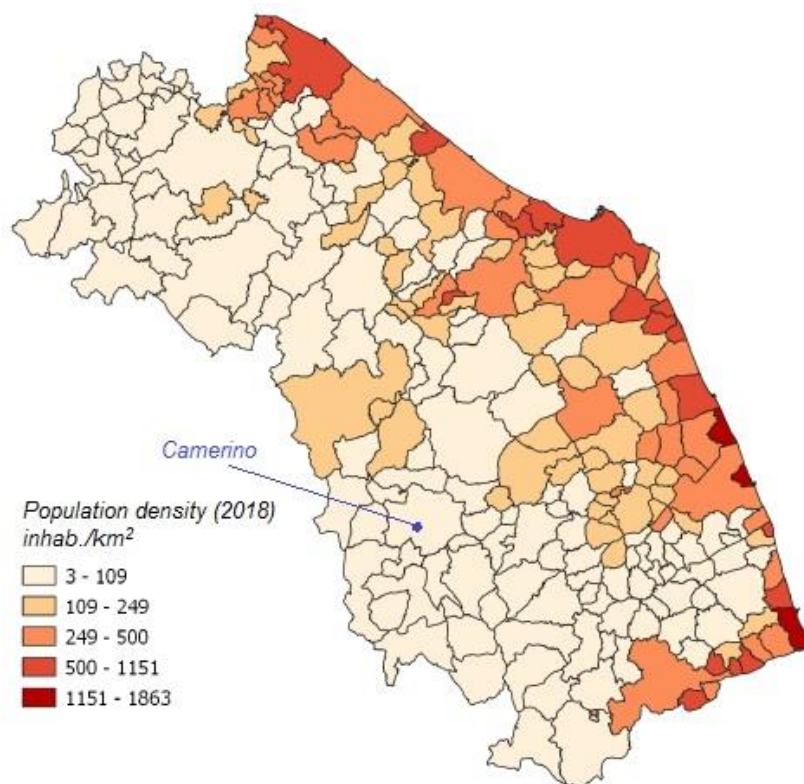 Camerino
Population density (2018)
inhab./km²
3 - 109
109 - 249
249 - 500
500 - 1151
1151 - 1863